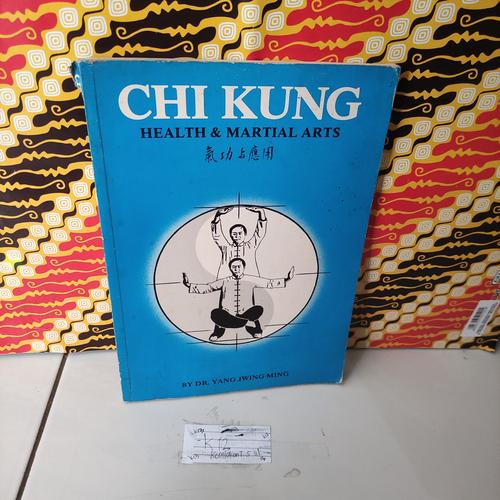 CHI KUNG
HEALTH & MARTIAL ARTS
氣功与應用
BY DR. YANG JWING-MING